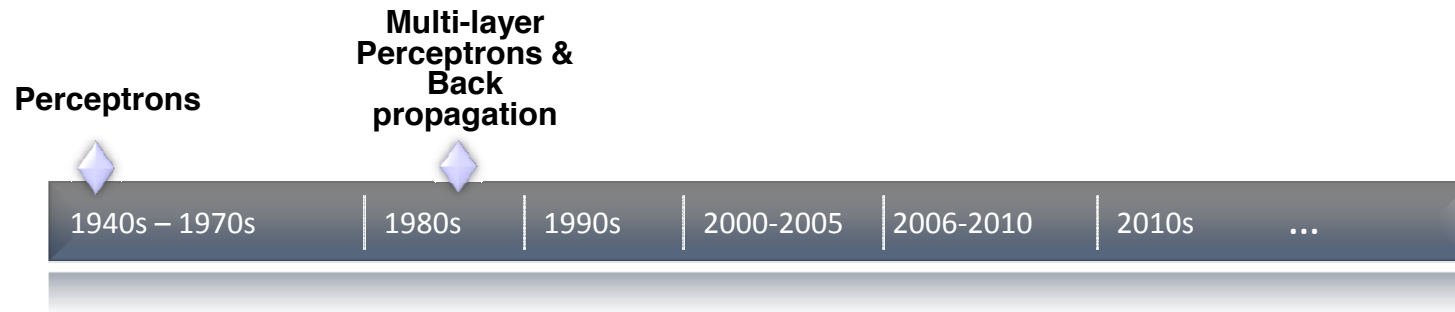 Multi-layer
Perceptrons &
Back
propagation
Perceptrons
1940s – 1970s
1980s
1990s
2000-2005
2006-2010
2010s
...